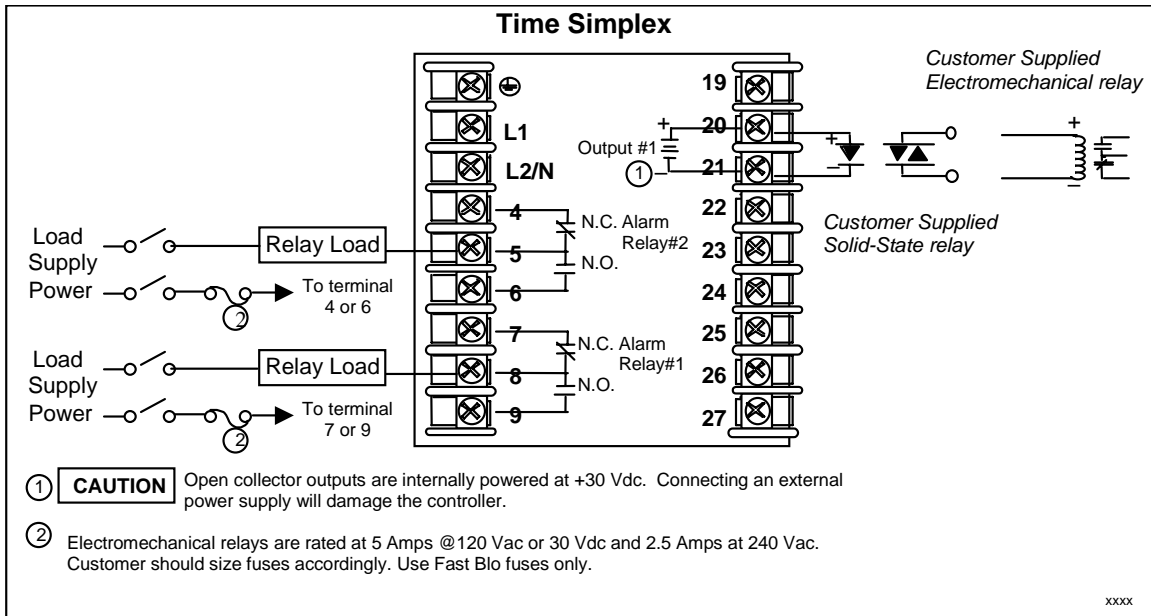 Time Simplex
Customer Supplied
Electromechanical relay
L1
L2/N
4
5
6
7
8
9
19
20
21
22
23
24
25
26
27
+
Output #1
1
–
+
–
+
–
Customer Supplied
Solid-State relay
N.C. Alarm
Relay#2
N.O.
N.C. Alarm
Relay#1
N.O.
Load
Supply
Power
Relay Load
2
To terminal
4 or 6
Load
Supply
Power
Relay Load
2
To terminal
7 or 9
1 CAUTION Open collector outputs are internally powered at +30 Vdc. Connecting an external
power supply will damage the controller.
2 Electromechanical relays are rated at 5 Amps @120 Vac or 30 Vdc and 2.5 Amps at 240 Vac.
Customer should size fuses accordingly. Use Fast Blo fuses only.
xxxx